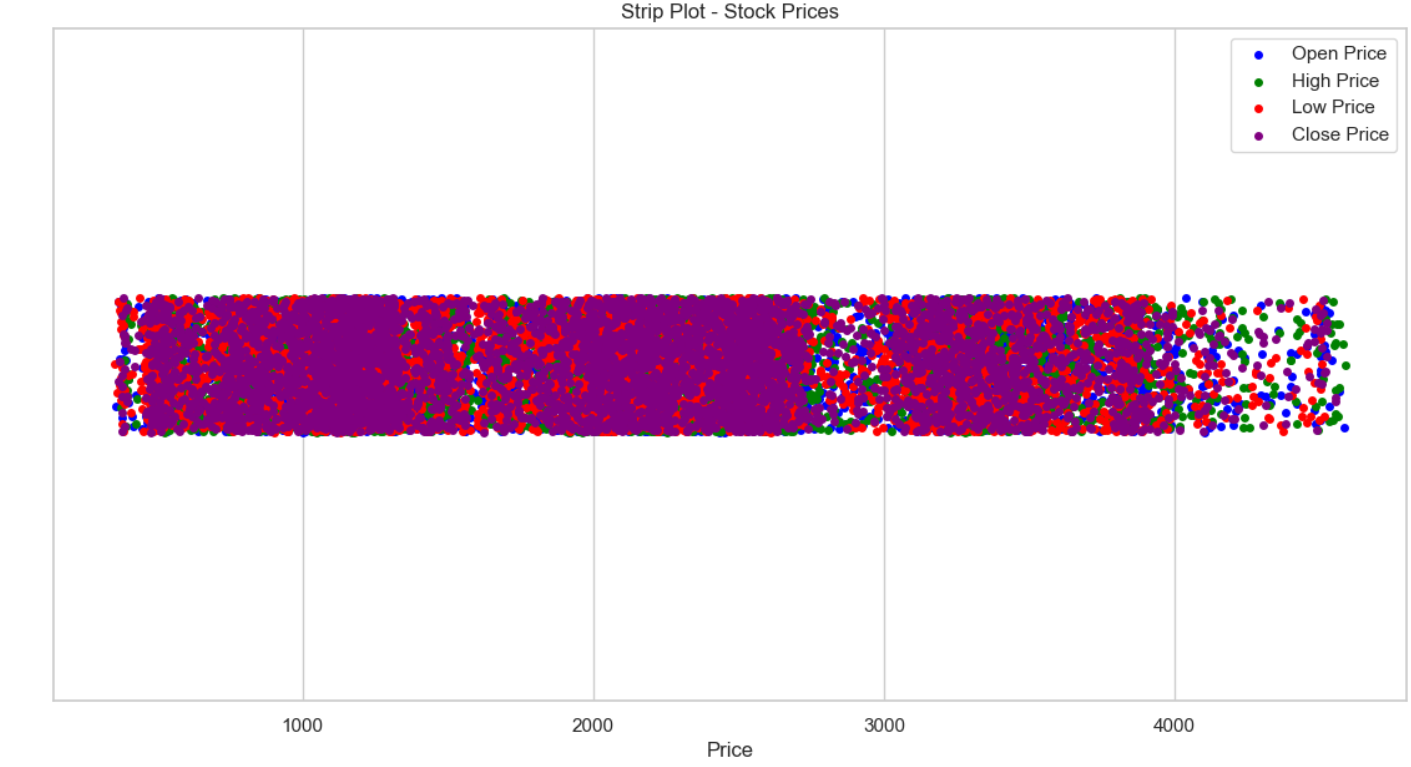 Strip Plot - Stock Prices
Open Price
High Price
Low Price
Close Price
1000 2000 3000 4000
Price